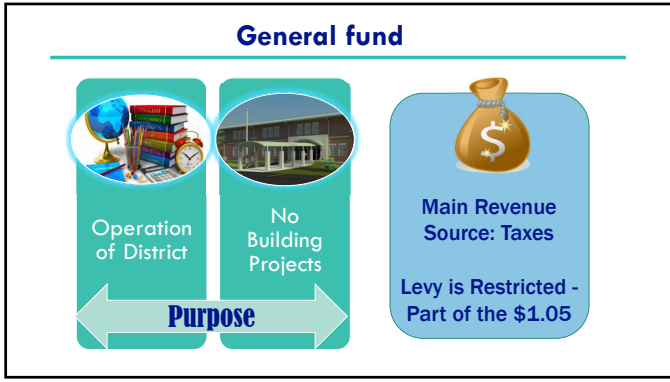 General fund
Operation
of District
No
Building
Projects
Purpose
$
Main Revenue
Source: Taxes
Levy is Restricted -
Part of the $1.05